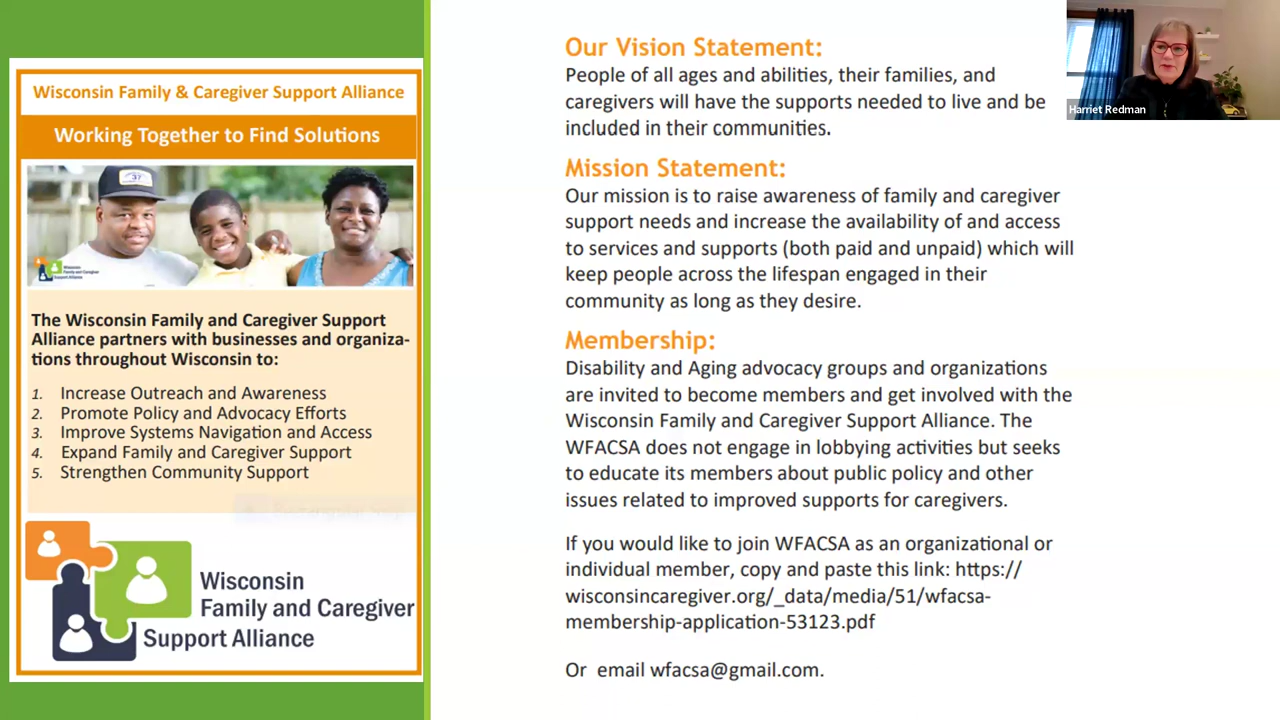 Wisconsin Family & Caregiver Support Alliance
Working Together to Find Solutions
37
Wisconsin
Family and Caregiver
Support Alliance
The Wisconsin Family and Caregiver Support
Alliance partners with businesses and organiza-
tions throughout Wisconsin to:
1. Increase Outreach and Awareness
2. Promote Policy and Advocacy Efforts
3. Improve Systems Navigation and Access
4. Expand Family and Caregiver Support
5. Strengthen Community Support
Wisconsin
Family and Caregiver
Support Alliance
Our Vision Statement:
People of all ages and abilities, their families, and
caregivers will have the supports needed to live and be
included in their communities.
Mission Statement:
Our mission is to raise awareness of family and caregiver
support needs and increase the availability of and access
to services and supports (both paid and unpaid) which will
keep people across the lifespan engaged in their
community as long as they desire.
Membership:
Disability and Aging advocacy groups and organizations
are invited to become members and get involved with the
Wisconsin Family and Caregiver Support Alliance. The
WFACSA does not engage in lobbying activities but seeks
to educate its members about public policy and other
issues related to improved supports for caregivers.
If you would like to join WFACSA as an organizational or
individual member, copy and paste this link: https://
wisconsincaregiver.org/_data/media/51/wfacsa-
membership-application-53123.pdf
Or email wfacsa@gmail.com.
Harriet Redman